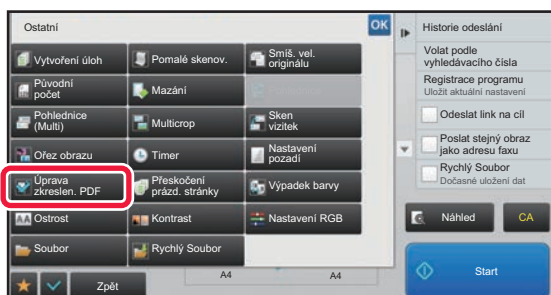 Ostatní
OK
Vytvoření úloh
Pomalé skenov.
Smíš. vel.
originálu
Původní
počet
Mazání
Pohlednice
(Multi)
Multicrop
Sken
vizitek
Ořez obrazu
Timer
Nastavení
pozadí
Úprava
zkreslen. PDF
Přeskočení
prázd. stránky
Výpadek barvy
Ostrost
Kontrast
Nastavení RGB
Soubor
Rychlý Soubor
Zpět
A4
A4
Historie odeslání
Volat podle
vyhledávacího čísla
Registrace programu
Uložit aktuální nastavení
Odeslat link na cíl
Poslat stejný obraz
jako adresu faxu
Rychlý Soubor
Dočasné uložení dat
Náhled
CA
Start